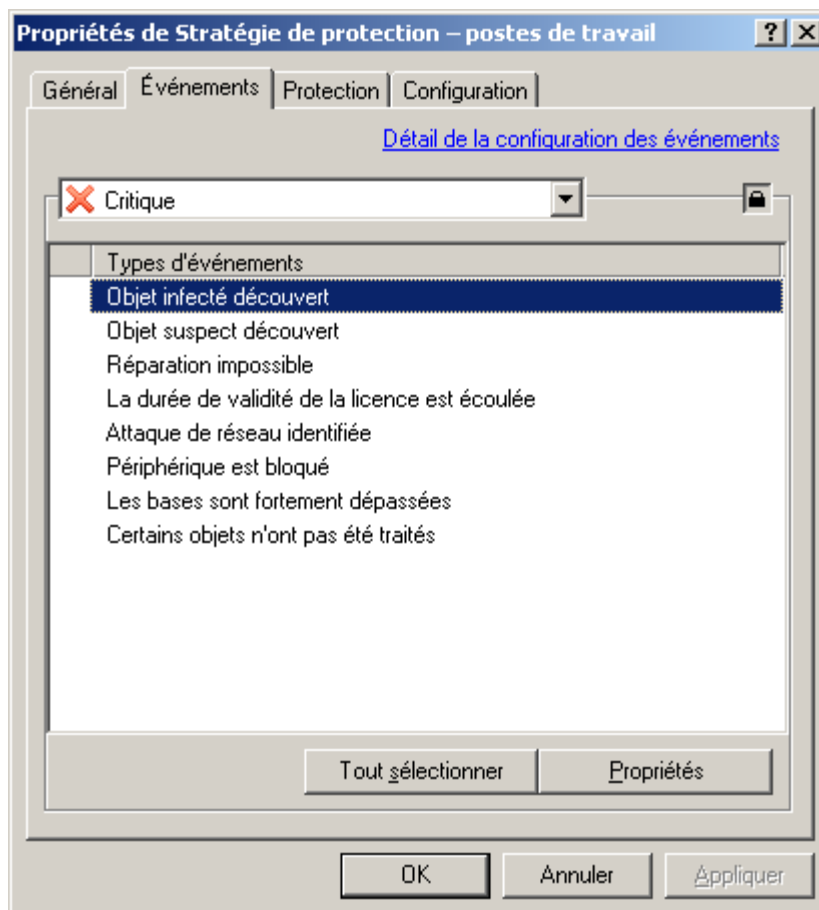 Propriétés de Stratégie de protection – postes de travail
Général Événements Protection Configuration
Détail de la configuration des événements
Critique
Types d'événements
Objet infecté découvert
Objet suspect découvert
Réparation impossible
La durée de validité de la licence est écoulée
Attaque de réseau identifiée
Périphérique est bloqué
Les bases sont fortement dépassées
Certains objets n'ont pas été traités
Tout sélectionner Propriétés
OK Annuler Appliquer